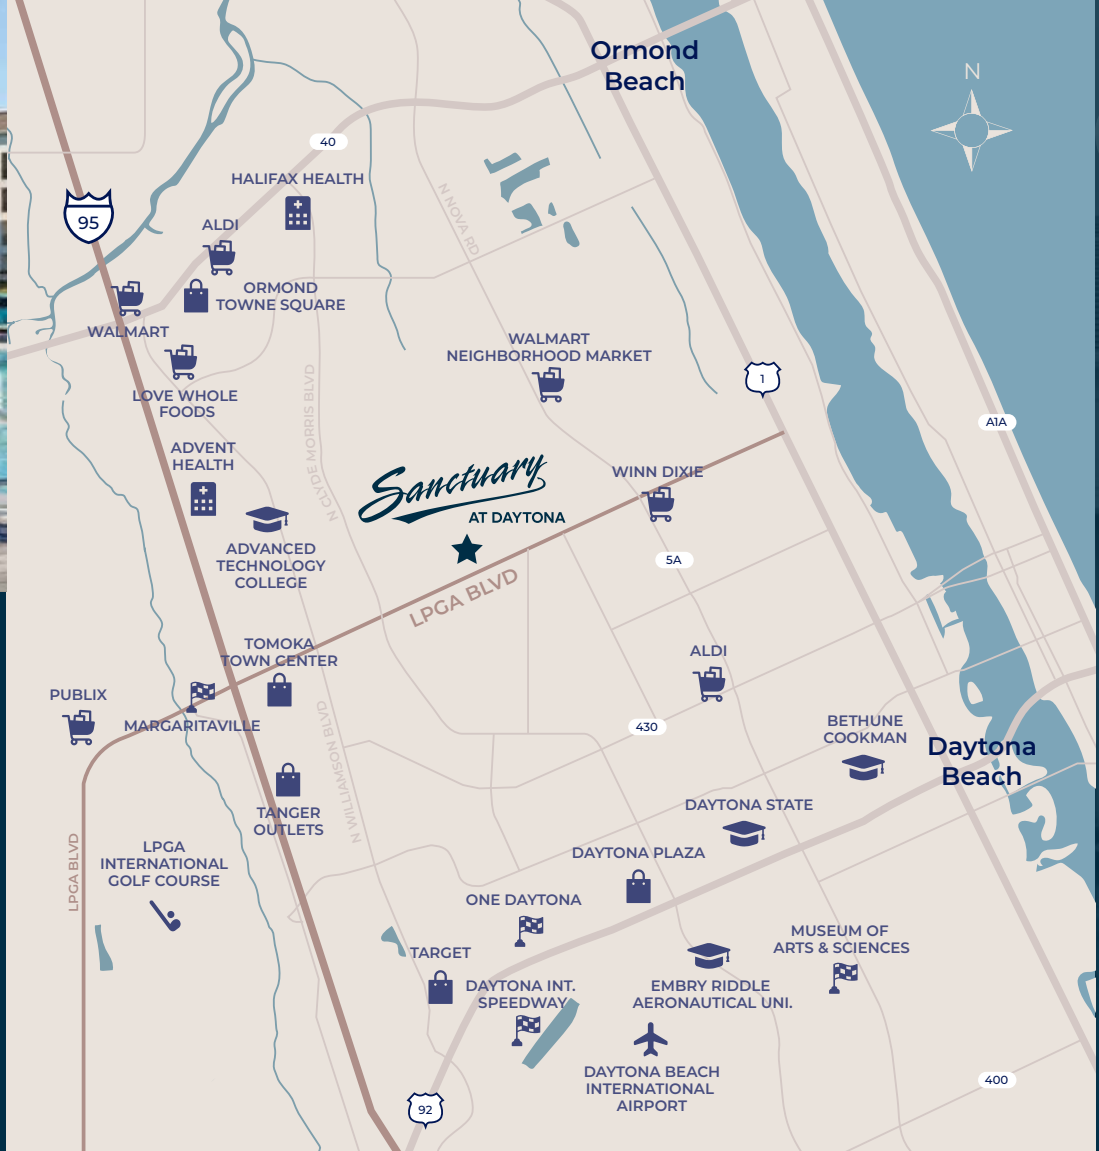 Ormond
Beach
N
40
HALIFAX HEALTH
95
ALDI
N NOVA RD
ORMOND
TOWNE SQUARE
WALMART
WALMART
NEIGHBORHOOD MARKET
1
LOVE WHOLE
FOODS
A1A
N CLYDE MORRIS BLVD
ADVENT
HEALTH
Sanctuary
AT DAYTONA
WINN DIXIE
ADVANCED
TECHNOLOGY
COLLEGE
5A
LPGA BLVD
TOMOKA
TOWN CENTER
ALDI
PUBLIX
MARGARITAVILLE
430
BETHUNE
COOKMAN
Daytona
Beach
N WILLIAMSON BLVD
TANGER
OUTLETS
DAYTONA STATE
LPGA BLVD
LPGA
INTERNATIONAL
GOLF COURSE
DAYTONA PLAZA
ONE DAYTONA
MUSEUM OF
ARTS & SCIENCES
TARGET
DAYTONA INT.
SPEEDWAY
EMBRY RIDDLE
AERONAUTICAL UNI.
DAYTONA BEACH
INTERNATIONAL
AIRPORT
400
92